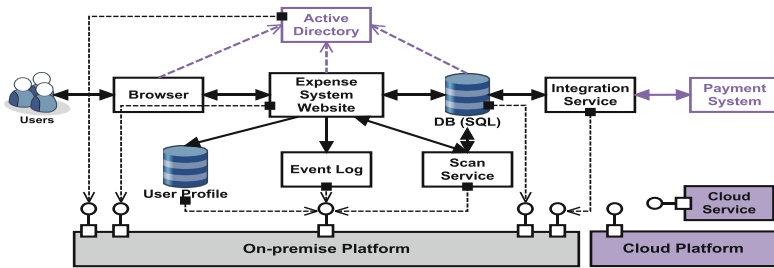 Active
Directory
Users
Browser
Expense
System
Website
DB (SQL)
Integration
Service
Payment
System
User Profile
Event Log
Scan
Service
Cloud
Service
On-premise Platform
Cloud Platform